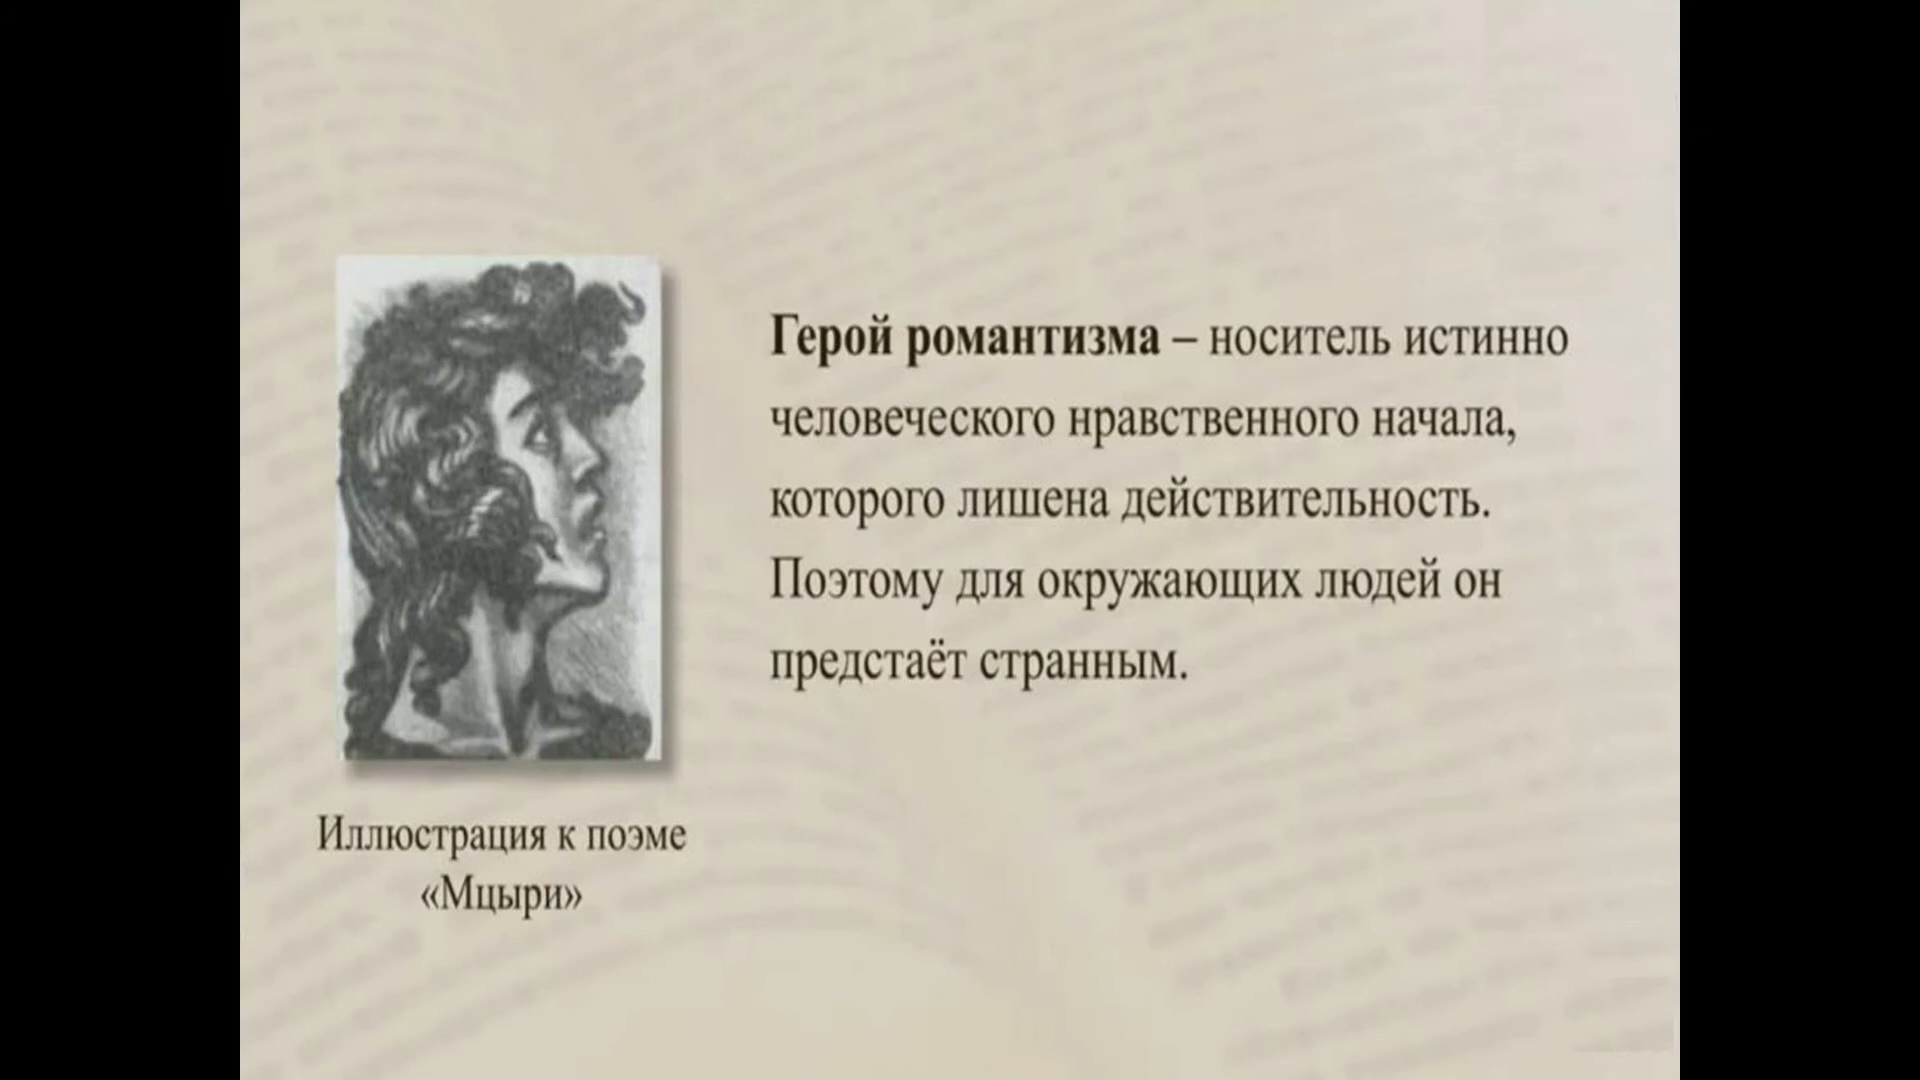 Герой романтизма – носитель истинно
человеческого нравственного начала,
которого лишена действительность.
Поэтому для окружающих людей он
предстаёт странным.
Иллюстрация к поэме
«Мцыри»